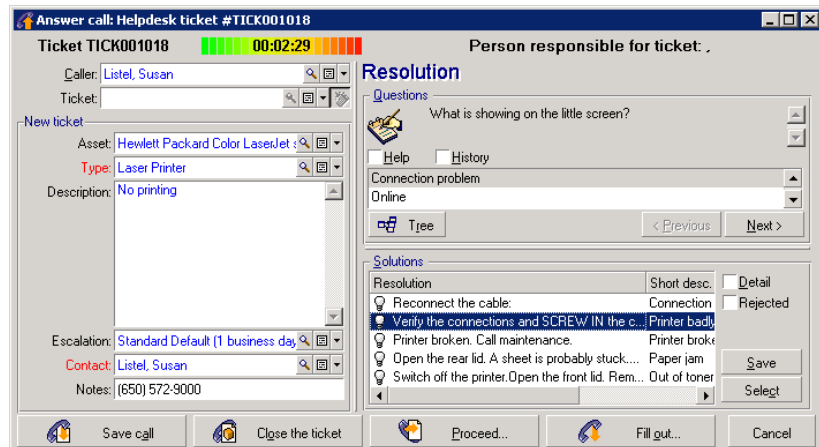 Answer call: Helpdesk ticket #TICK001018
Ticket TICK001018 00:02:29 Person responsible for ticket: ,
Caller: Listel, Susan
Ticket:
New ticket
Asset: Hewlett Packard Color LaserJet s
Type: Laser Printer
Description: No printing
Escalation: Standard Default (1 business day
Contact: Listel, Susan
Notes: (650) 572-9000
Resolution
Questions
What is showing on the little screen?
Help History
Connection problem
Online
Tree < Previous Next >
Solutions
Resolution Short desc. Detail
Reconnect the cable: Connection Rejected
Verify the connections and SCREW IN the c... Printer badly
Printer broken. Call maintenance. Printer broke
Open the rear lid. A sheet is probably stuck.... Paper jam Save
Switch off the printer.Open the front lid. Rem... Out of toner
Select
Save call Close the ticket Proceed... Fill out... Cancel